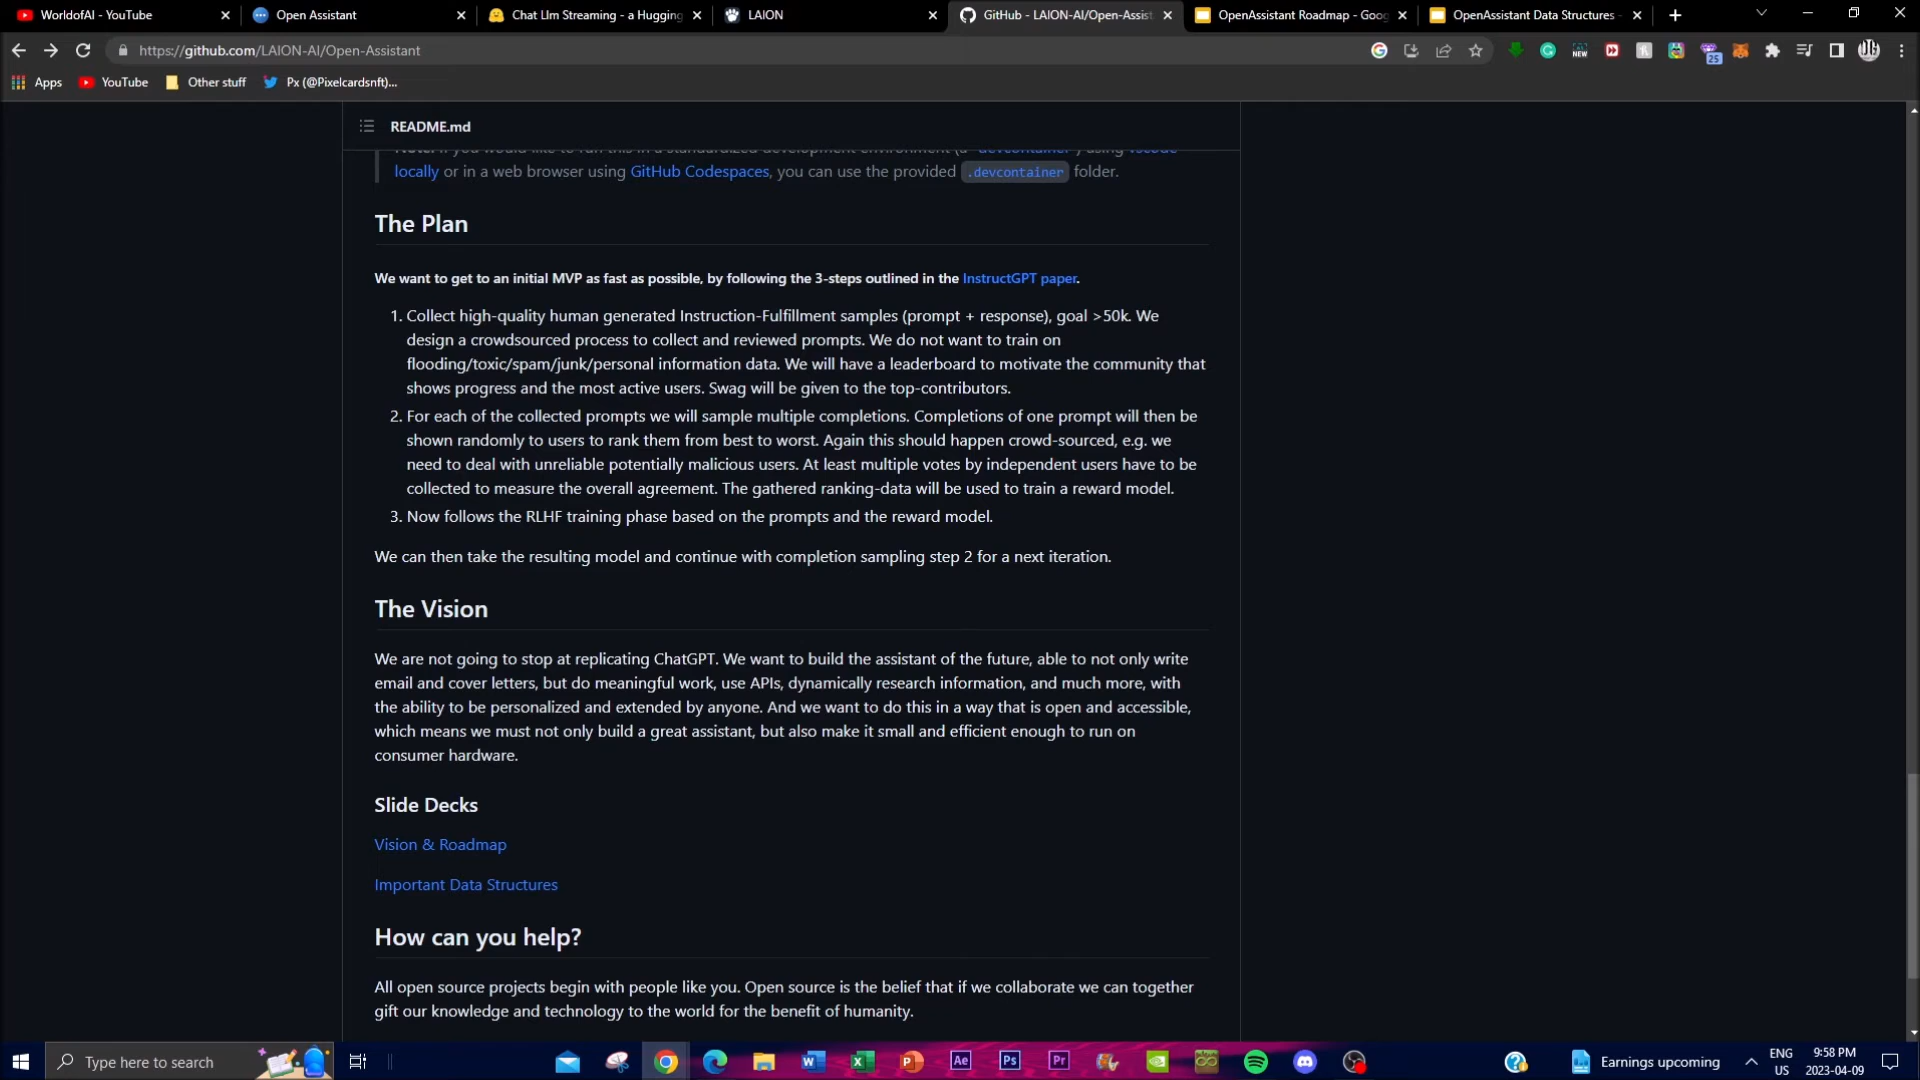 WorldofAI - YouTube
Open Assistant
Chat Llm Streaming - a Hugging
LAION
GitHub - LAION-AI/Open-Assist
OpenAssistant Roadmap - Goog
OpenAssistant Data Structures -
https://github.com/LAION-AI/Open-Assistant
NEW
25
Apps
YouTube
Other stuff
Px (@Pixelcardsnft)...
README.md
Note: If you would like to run this in a standardized development environment (a "devcontainer") using vscode
locally or in a web browser using GitHub Codespaces, you can use the provided .devcontainer folder.
The Plan
We want to get to an initial MVP as fast as possible, by following the 3-steps outlined in the InstructGPT paper.
1. Collect high-quality human generated Instruction-Fulfillment samples (prompt + response), goal >50k. We
design a crowdsourced process to collect and reviewed prompts. We do not want to train on
flooding/toxic/spam/junk/personal information data. We will have a leaderboard to motivate the community that
shows progress and the most active users. Swag will be given to the top-contributors.
2. For each of the collected prompts we will sample multiple completions. Completions of one prompt will then be
shown randomly to users to rank them from best to worst. Again this should happen crowd-sourced, e.g. we
need to deal with unreliable potentially malicious users. At least multiple votes by independent users have to be
collected to measure the overall agreement. The gathered ranking-data will be used to train a reward model.
3. Now follows the RLHF training phase based on the prompts and the reward model.
We can then take the resulting model and continue with completion sampling step 2 for a next iteration.
The Vision
We are not going to stop at replicating ChatGPT. We want to build the assistant of the future, able to not only write
email and cover letters, but do meaningful work, use APIs, dynamically research information, and much more, with
the ability to be personalized and extended by anyone. And we want to do this in a way that is open and accessible,
which means we must not only build a great assistant, but also make it small and efficient enough to run on
consumer hardware.
Slide Decks
Vision & Roadmap
Important Data Structures
How can you help?
All open source projects begin with people like you. Open source is the belief that if we collaborate we can together
gift our knowledge and technology to the world for the benefit of humanity.
Type here to search
Ae
Ps
Pr
Earnings upcoming
ENG
US
9:58 PM
2023-04-09